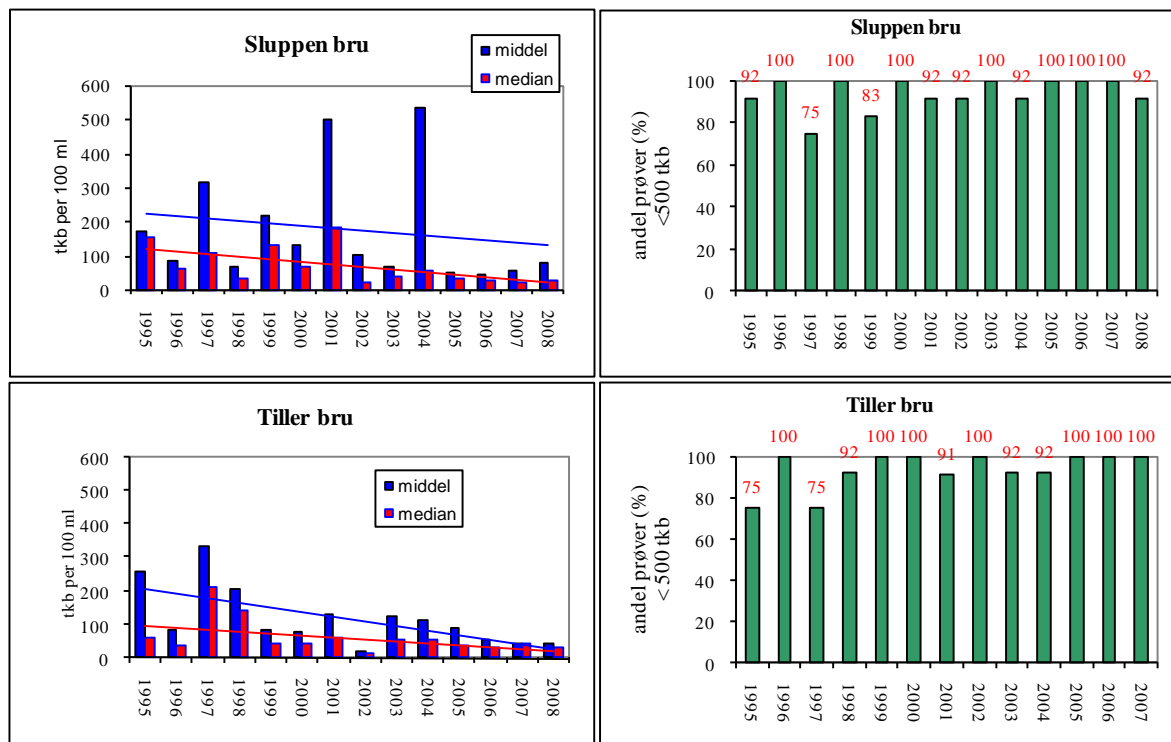 Sluppen bru
middel
median
tkb per 100 ml
600
500
400
300
200
100
0
1995 1996 1997 1998 1999 2000 2001 2002 2003 2004 2005 2006 2007 2008
Sluppen bru
92 100 75 100 83 100 92 92 100 92 100 100 100 92
andel prøver (%)
<500 tkb
100
80
60
40
20
0
1995 1996 1997 1998 1999 2000 2001 2002 2003 2004 2005 2006 2007 2008
Tiller bru
middel
median
tkb per 100 ml
600
500
400
300
200
100
0
1995 1996 1997 1998 1999 2000 2001 2002 2003 2004 2005 2006 2007 2008
Tiller bru
75 100 75 92 100 100 91 100 92 92 100 100 100
andel prøver (%)
< 500 tkb
100
80
60
40
20
0
1995 1996 1997 1998 1999 2000 2001 2002 2003 2004 2005 2006 2007